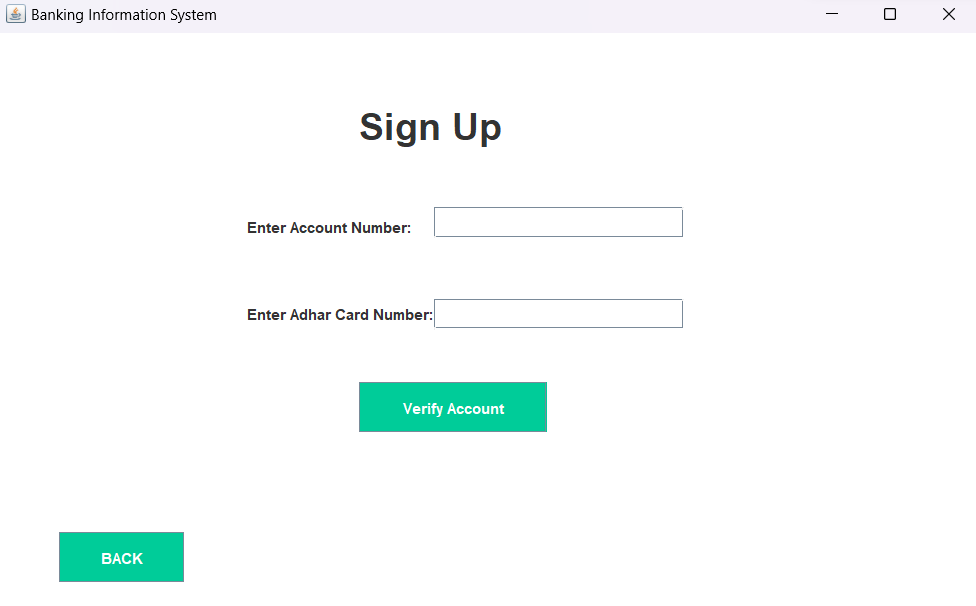 Banking Information System
Sign Up
Enter Account Number:
Enter Adhar Card Number:
Verify Account
BACK